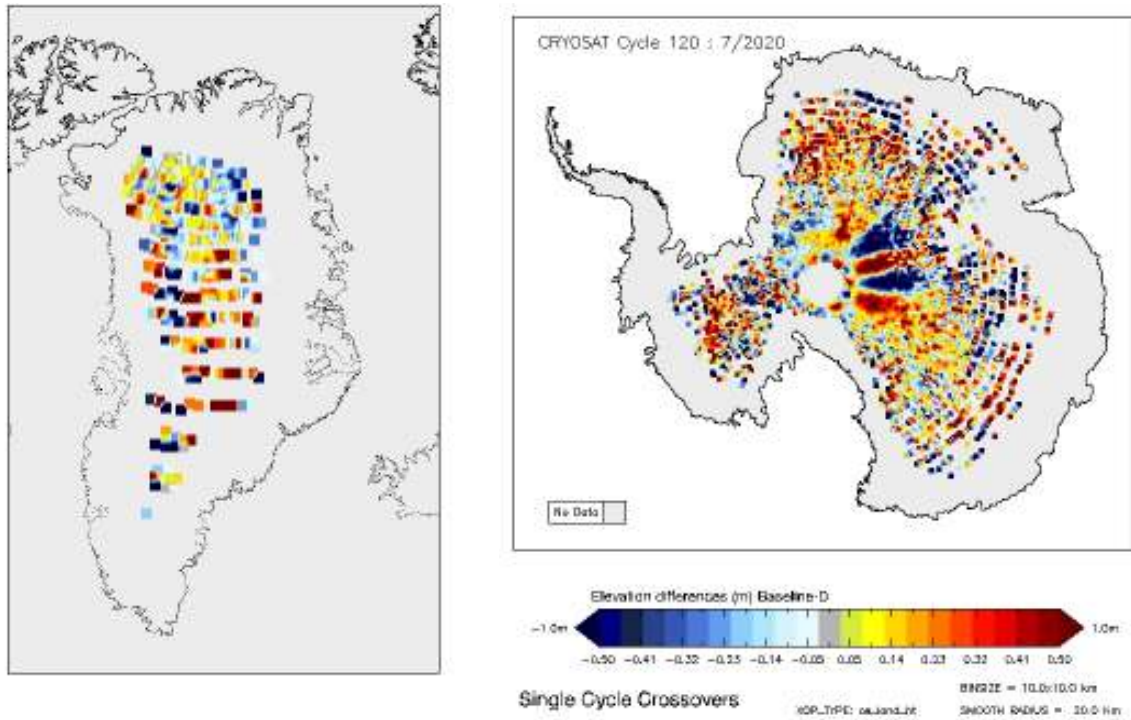 CRYOSAT Cycle 120 : 7/2020
No Data
Elevation differences (m) Baseline-D
-1.0m 1.0m
-0.50 -0.41 -0.32 -0.23 -0.14 -0.05 0.05 0.14 0.23 0.32 0.41 0.50
Single Cycle Crossovers
BINSIZE = 10.0x10.0 km
XOP_TYPE:
SMOOTH RADIUS = 20.0 Km